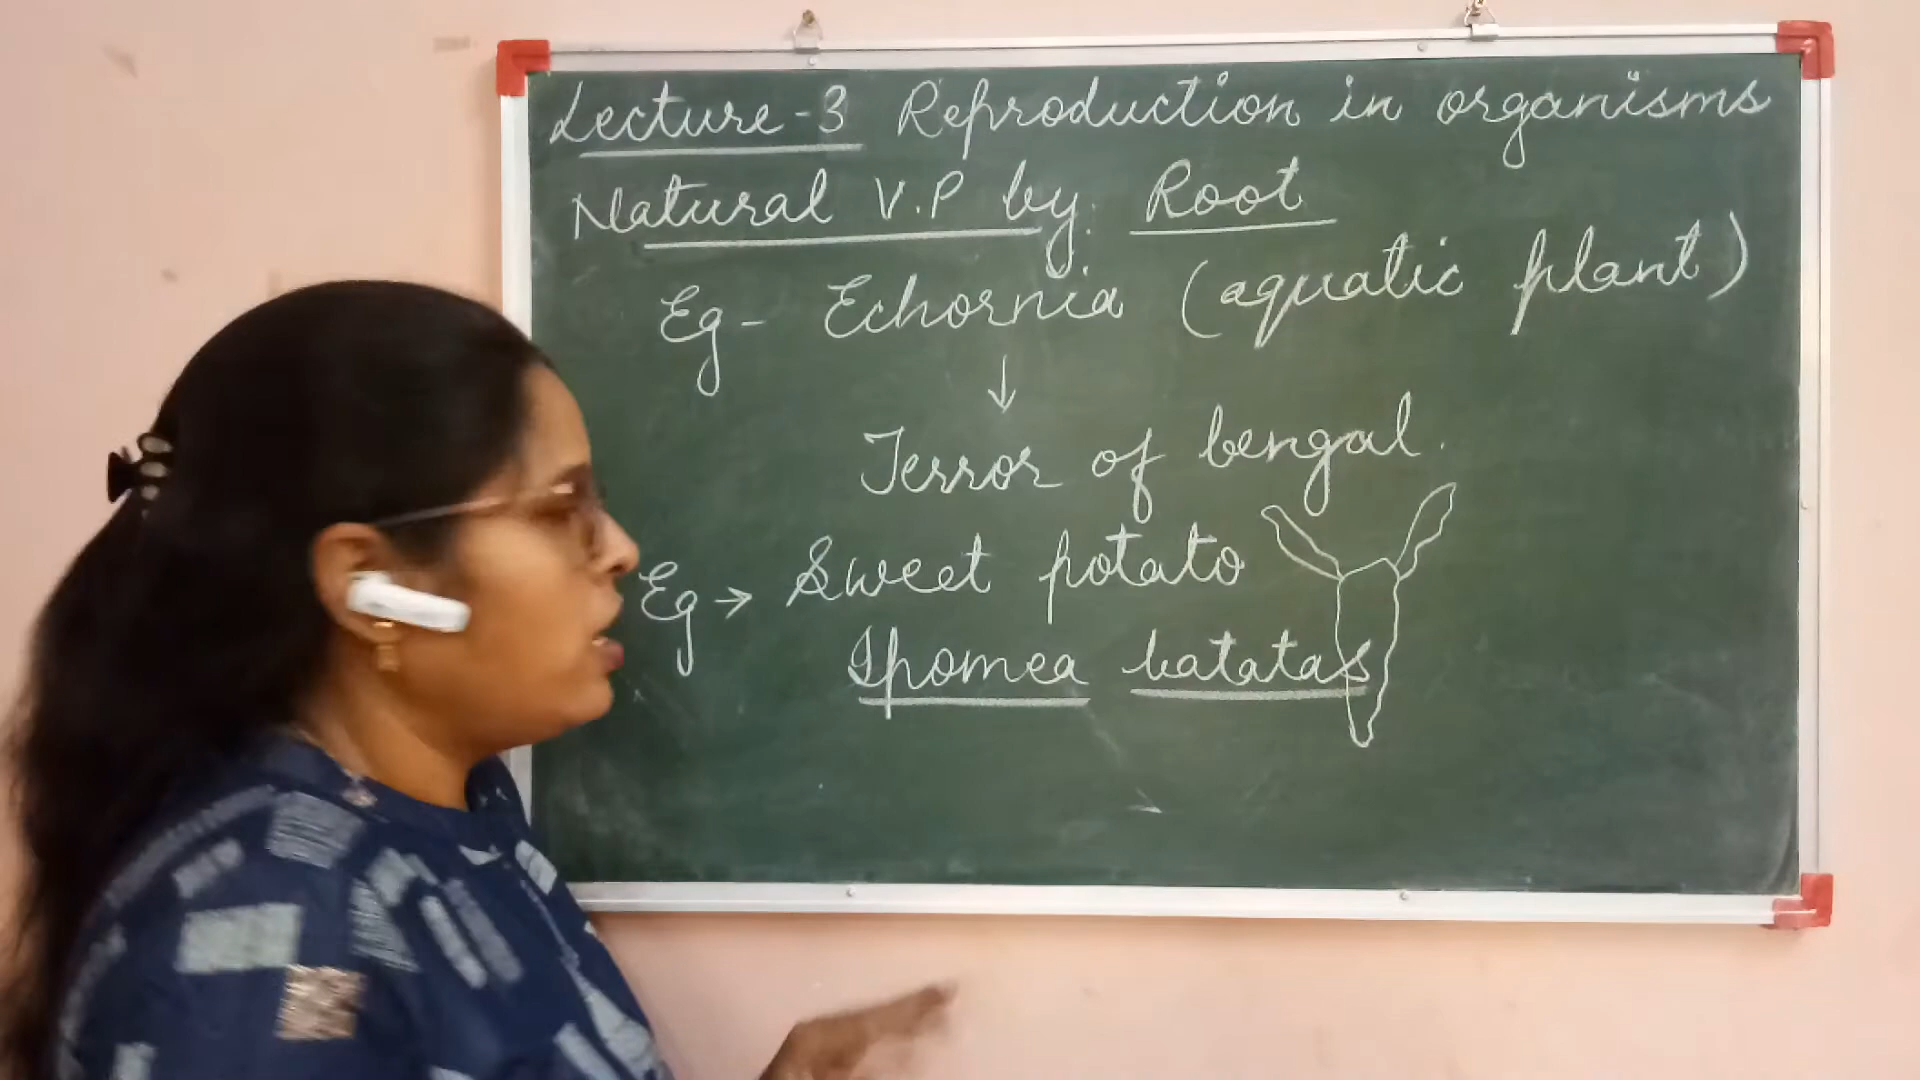 Lecture-3 Reproduction in organisms
Natural V.P by. Root
Eg- Echornia (aquatic plant)
↓
Terror of bengal.
Eg → Sweet potato
Ipomea batatas